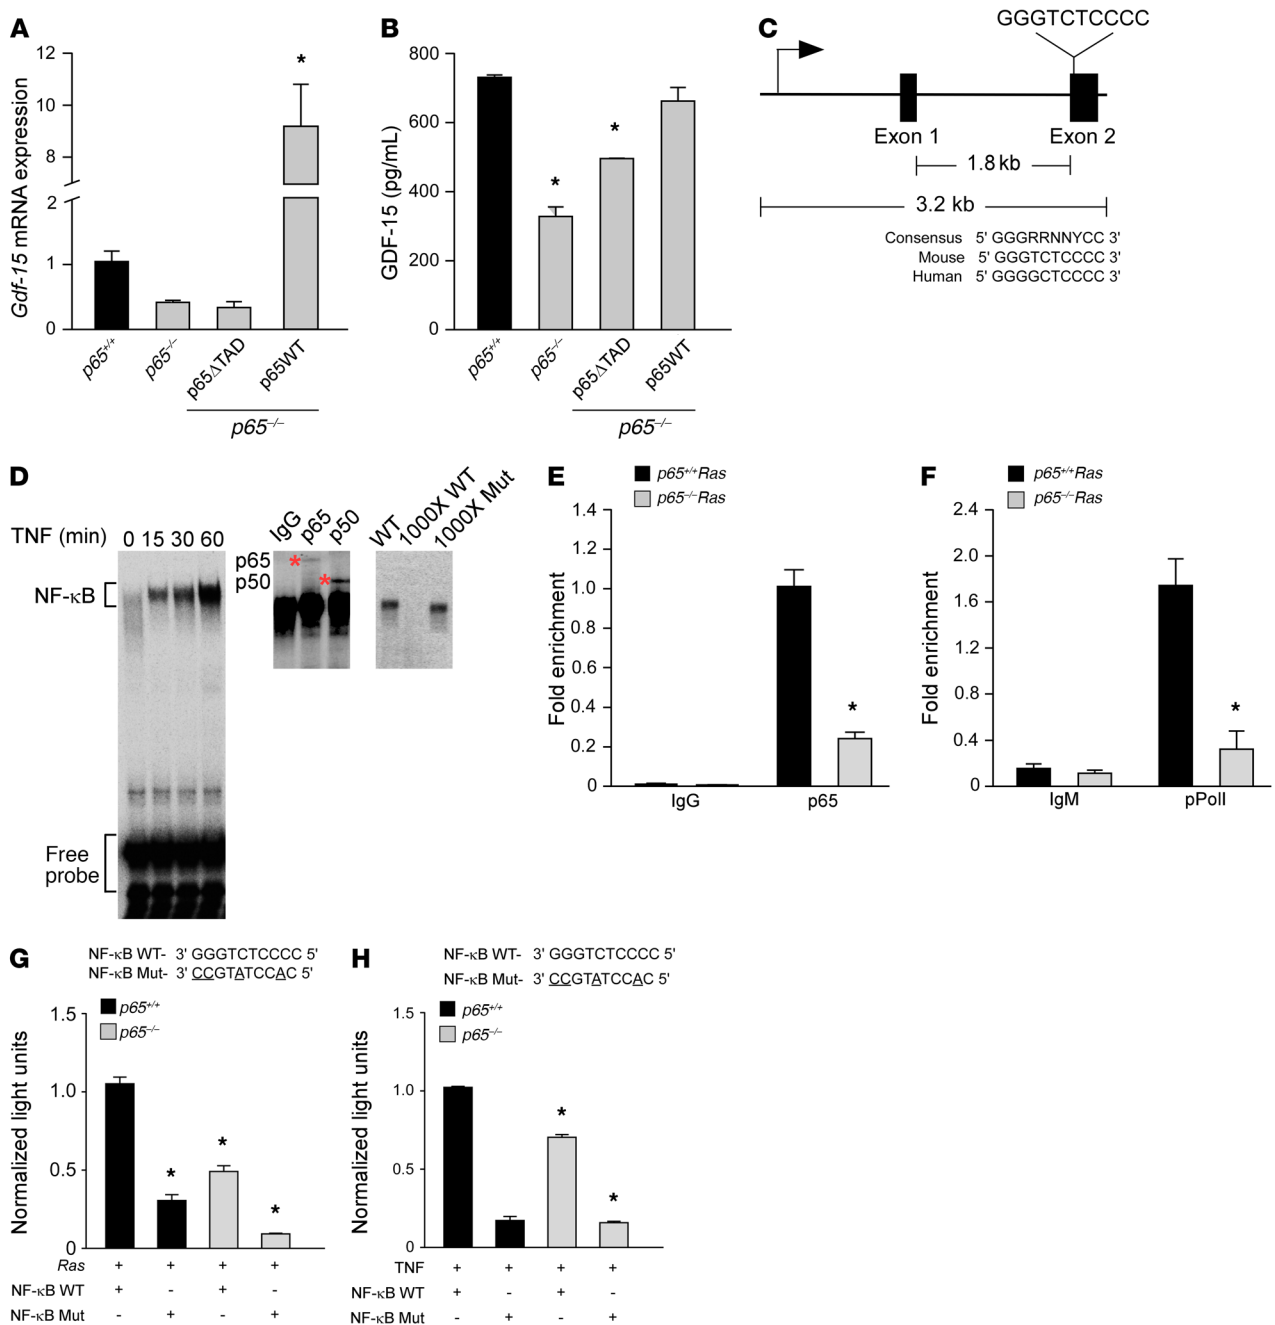 A
Gdf-15 mRNA expression
12
10
8
2
1
0
*
p65+/+
p65–/–
p65ΔTAD
p65WT
p65–/–
B
GDF-15 (pg/mL)
800
600
400
200
0
*
*
p65+/+
p65–/–
p65ΔTAD
p65WT
p65–/–
C
GGGTCTCCCC
Exon 1
Exon 2
1.8 kb
3.2 kb
Consensus 5' GGGRRNNYCC 3'
Mouse 5' GGGTCTCCCC 3'
Human 5' GGGGCTCCCC 3'
D
TNF (min) 0 15 30 60
NF-κB
Free
probe
IgG
p65
p50
p65 *
p50 *
WT
1000X WT
1000X Mut
E
p65+/+Ras
p65–/–Ras
Fold enrichment
1.4
1.2
1.0
0.8
0.6
0.4
0.2
0
*
IgG
p65
F
p65+/+Ras
p65–/–Ras
Fold enrichment
2.4
2.0
1.6
1.2
0.8
0.4
0
*
IgM
pPolI
G
NF-κB WT- 3' GGGTCTCCCC 5'
NF-κB Mut- 3' CCGTATCCAC 5'
p65+/+
p65–/–
Normalized light units
1.5
1.0
0.5
0
*
*
*
Ras + + + +
NF-κB WT + - + -
NF-κB Mut - + - +
H
NF-κB WT- 3' GGGTCTCCCC 5'
NF-κB Mut- 3' CCGTATCCAC 5'
p65+/+
p65–/–
Normalized light units
1.5
1.0
0.5
0
*
*
TNF + + + +
NF-κB WT + - + -
NF-κB Mut - + - +